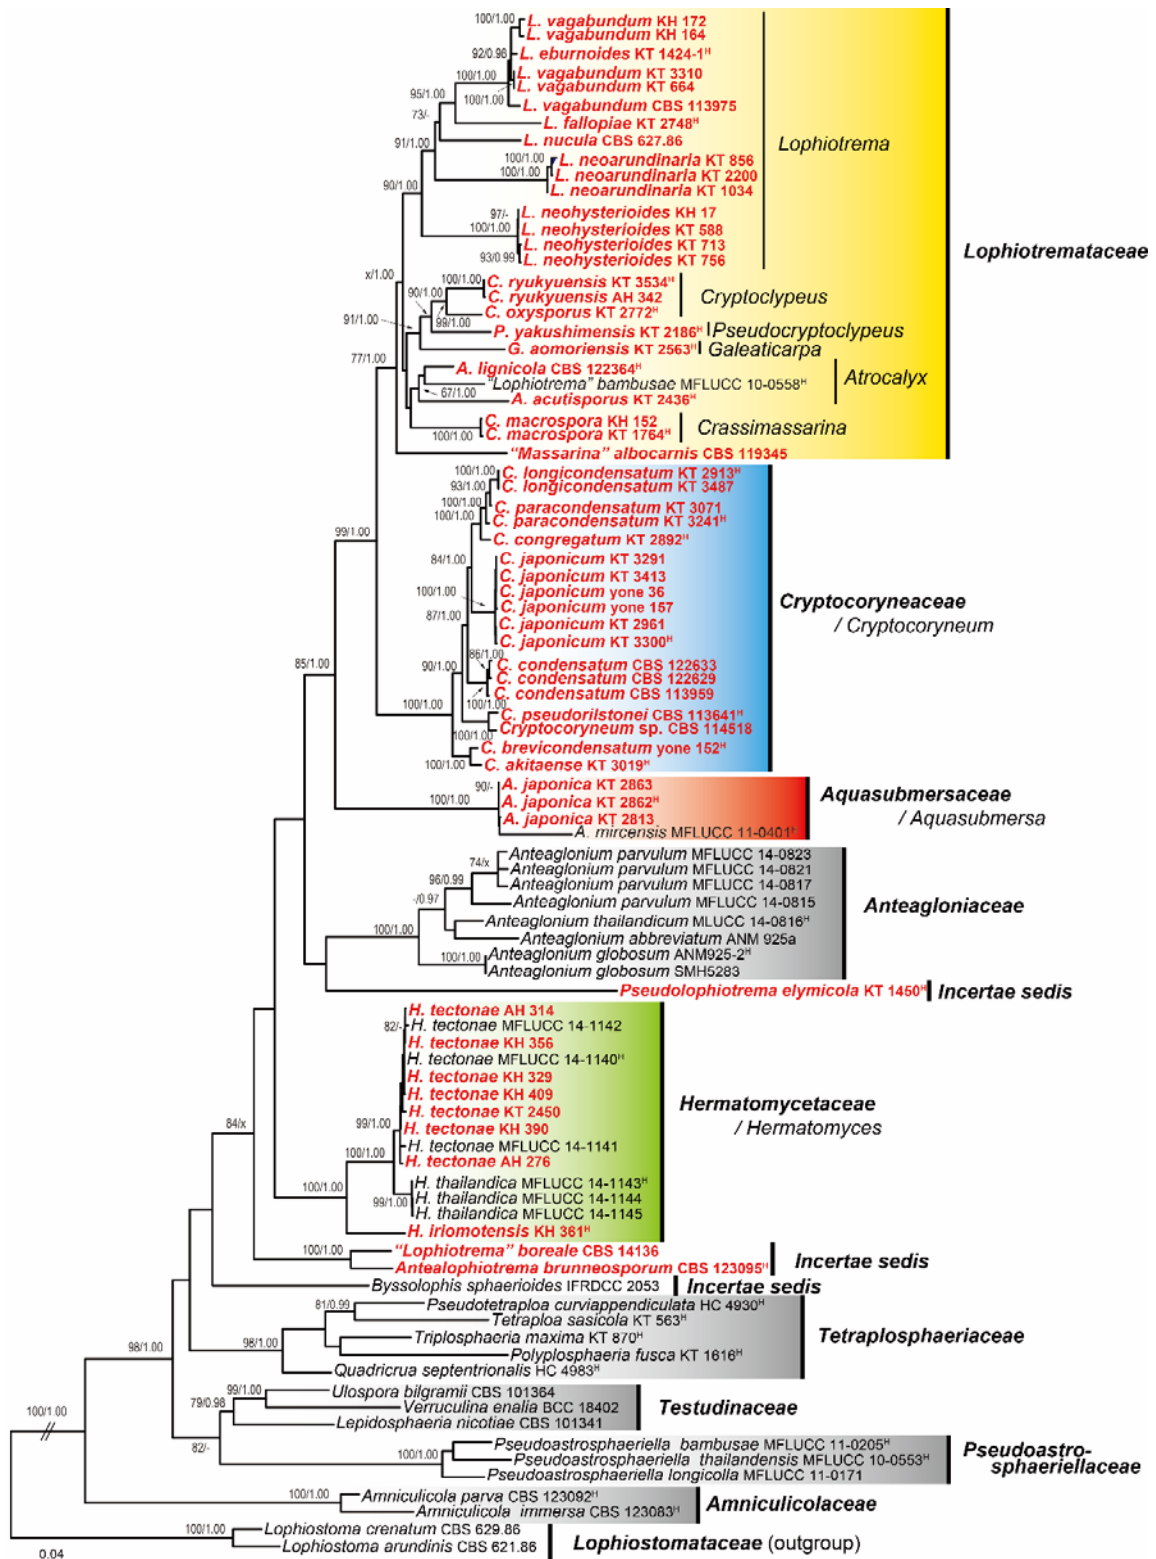 100/1.00
L. vagabundum KH 172
L. vagabundum KH 164
92/0.96
L. eburnoides KT 1424-1H
100/1.00
L. vagabundum KT 3310
L. vagabundum KT 664
100/1.00
95/1.00
L. vagabundum CBS 113975
73/-
L. fallopiae KT 2748H
L. nucula CBS 627.86
Lophiotrema
91/1.00
100/1.00
L. neoarundinaria KT 856
100/1.00
L. neoarundinaria KT 2200
L. neoarundinaria KT 1034
90/1.00
97/-
L. neohysterioides KH 17
100/1.00
L. neohysterioides KT 588
L. neohysterioides KT 713
93/0.99
L. neohysterioides KT 756
Lophiotremataceae
x/1.00
100/1.00
C. ryukyuensis KT 3534H
C. ryukyuensis AH 342
Cryptoclypeus
90/1.00
C. oxysporus KT 2772H
91/1.00
99/1.00
P. yakushimensis KT 2186H
Pseudocryptoclypeus
G. aomoriensis KT 2563H
Galeaticarpa
77/1.00
A. lignicola CBS 122364H
"Lophiotrema" bambusae MFLUCC 10-0558H
Atrocalyx
67/1.00
A. acutisporus KT 2436H
C. macrospora KH 152
Crassimassarina
100/1.00
C. macrospora KT 1764H
"Massarina" albocarnis CBS 119345
100/1.00
C. longicondensatum KT 2913H
93/1.00
C. longicondensatum KT 3487
100/1.00
C. paracondensatum KT 3071
100/1.00
C. paracondensatum KT 3241H
99/1.00
C. congregatum KT 2892H
84/1.00
C. japonicum KT 3291
C. japonicum KT 3413
100/1.00
C. japonicum yone 36
C. japonicum yone 157
87/1.00
C. japonicum KT 2961
C. japonicum KT 3300H
Cryptocoryneaceae
/ Cryptocoryneum
86/1.00
C. condensatum CBS 122633
85/1.00
90/1.00
C. condensatum CBS 122629
C. condensatum CBS 113959
100/1.00
100/1.00
C. pseudorilstonei CBS 113641H
Cryptocoryneum sp. CBS 114518
100/1.00
C. brevicondensatum yone 152H
100/1.00
C. akitaense KT 3019H
90/-
A. japonica KT 2863
100/1.00
A. japonica KT 2862H
A. japonica KT 2813
A. mircensis MFLUCC 11-0401H
Aquasubmersaceae
/ Aquasubmersa
74/x
Anteaglonium parvulum MFLUCC 14-0823
Anteaglonium parvulum MFLUCC 14-0821
96/0.99
Anteaglonium parvulum MFLUCC 14-0817
-/0.97
Anteaglonium parvulum MFLUCC 14-0815
Anteagloniaceae
Anteaglonium thailandicum MLUCC 14-0816H
100/1.00
Anteaglonium abbreviatum ANM 925a
100/1.00
Anteaglonium globosum ANM925-2H
Anteaglonium globosum SMH5283
Pseudolophiotrema elymicola KT 1450H
Incertae sedis
H. tectonae AH 314
82/-
H. tectonae MFLUCC 14-1142
H. tectonae KH 356
H. tectonae MFLUCC 14-1140H
H. tectonae KH 329
H. tectonae KH 409
H. tectonae KT 2450
84/x
99/1.00
H. tectonae KH 390
H. tectonae MFLUCC 14-1141
100/1.00
H. tectonae AH 276
Hermatomycetaceae
/ Hermatomyces
100/1.00
H. thailandica MFLUCC 14-1143H
99/1.00
H. thailandica MFLUCC 14-1144
H. thailandica MFLUCC 14-1145
H. iriomotensis KH 361H
100/1.00
"Lophiotrema" boreale CBS 14136
Antealophiotrema brunneosporum CBS 123095H
Incertae sedis
Byssolophis sphaerioides IFRDCC 2053
Incertae sedis
81/0.99
Pseudotetraploa curviappendiculata HC 4930H
Tetraploa sasicola KT 563H
98/1.00
98/1.00
Triplosphaeria maxima KT 870H
Polyplosphaeria fusca KT 1616H
Quadricrua septentrionalis HC 4983H
Tetraplosphaeriaceae
99/1.00
Ulospora bilgramii CBS 101364
79/0.98
Verruculina enalia BCC 18402
100/1.00
Lepidosphaeria nicotiae CBS 101341
Testudinaceae
82/-
Pseudoastrosphaeriella bambusae MFLUCC 11-0205H
100/1.00
Pseudoastrosphaeriella thailandensis MFLUCC 10-0553H
Pseudoastrosphaeriella longicolla MFLUCC 11-0171
Pseudoastro-
sphaeriellaceae
100/1.00
Amniculicola parva CBS 123092H
Amniculicola immersa CBS 123083H
Amniculicolaceae
100/1.00
Lophiostoma crenatum CBS 629.86
Lophiostoma arundinis CBS 621.86
Lophiostomataceae (outgroup)
0.04